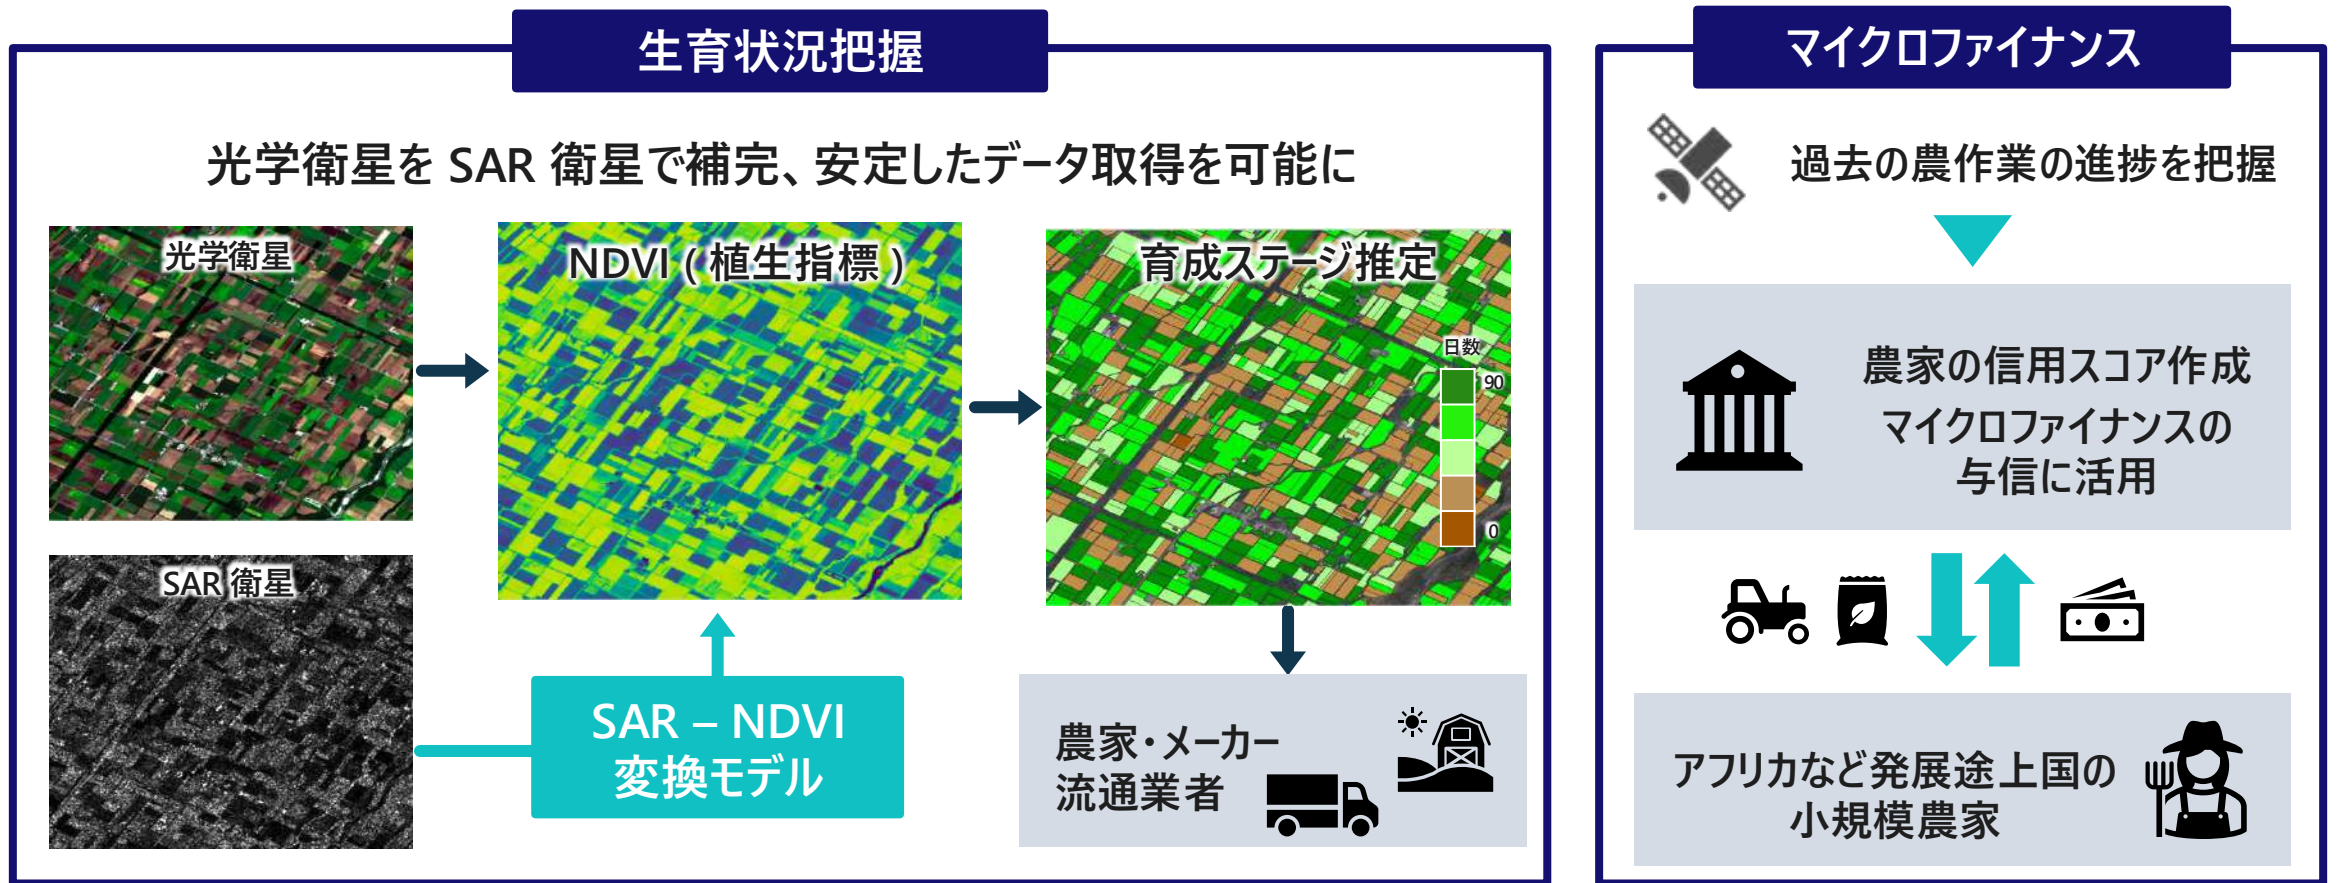 生育状況把握
光学衛星を SAR 衛星で補完、安定したデータ取得を可能に
光学衛星
NDVI ( 植生指標 )
育成ステージ推定
日数
90
0
SAR 衛星
SAR – NDVI
変換モデル
農家・メーカー
流通業者
マイクロファイナンス
過去の農作業の進捗を把握
農家の信用スコア作成
マイクロファイナンスの
与信に活用
アフリカなど発展途上国の
小規模農家